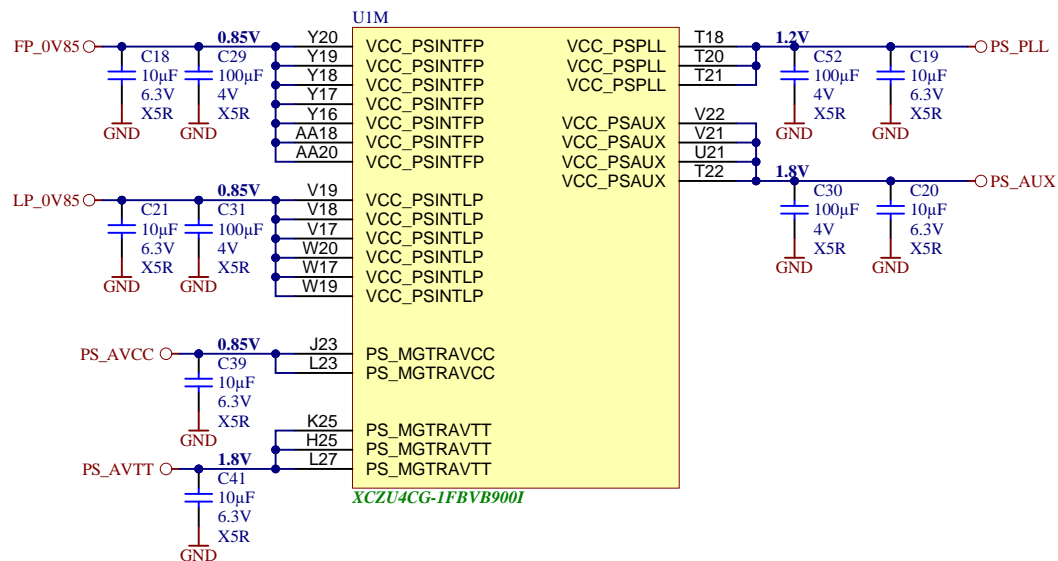 U1M
FP_0V85
0.85V
C18
10µF
6.3V
X5R
GND
C29
100µF
4V
X5R
GND
Y20 VCC_PSINTFP
Y19 VCC_PSINTFP
Y18 VCC_PSINTFP
Y17 VCC_PSINTFP
Y16 VCC_PSINTFP
AA18 VCC_PSINTFP
AA20 VCC_PSINTFP
LP_0V85
0.85V
C21
10µF
6.3V
X5R
GND
C31
100µF
4V
X5R
GND
V19 VCC_PSINTLP
V18 VCC_PSINTLP
V17 VCC_PSINTLP
W20 VCC_PSINTLP
W17 VCC_PSINTLP
W19 VCC_PSINTLP
PS_AVCC
0.85V
C39
10µF
6.3V
X5R
GND
J23 PS_MGTRAVCC
L23 PS_MGTRAVCC
PS_AVTT
1.8V
C41
10µF
6.3V
X5R
GND
K25 PS_MGTRAVTT
H25 PS_MGTRAVTT
L27 PS_MGTRAVTT
VCC_PSPLL T18
VCC_PSPLL T20
VCC_PSPLL T21
1.2V
PS_PLL
C52
100µF
4V
X5R
GND
C19
10µF
6.3V
X5R
GND
VCC_PSAUX V22
VCC_PSAUX V21
VCC_PSAUX U21
VCC_PSAUX T22
1.8V
PS_AUX
C30
100µF
4V
X5R
GND
C20
10µF
6.3V
X5R
GND
XCZU4CG-1FBVB900I